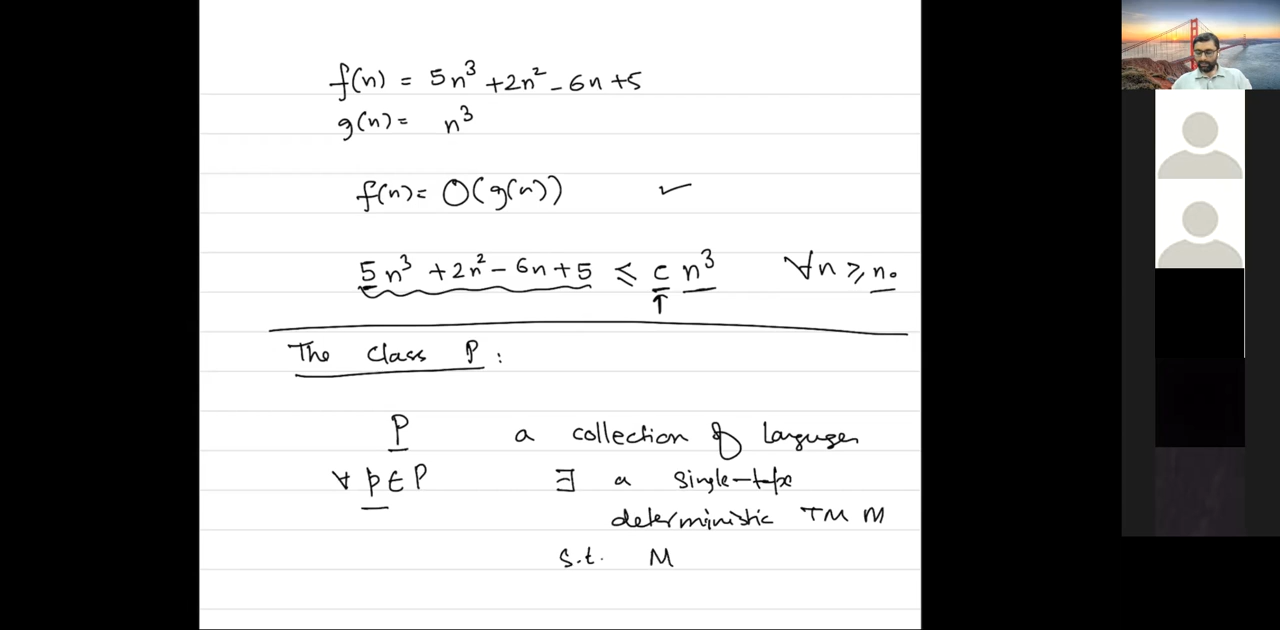 f(n) = 5n³ + 2n² - 6n + 5
g(n) = n³
f(n) = O(g(n)) ✓
5n³ + 2n² - 6n + 5 ≤ c n³ ∀n ≥ n₀
↑
The Class P :
P a collection of languages
∀ p ∈ P ∃ a single-tape
deterministic TM M
s.t. M